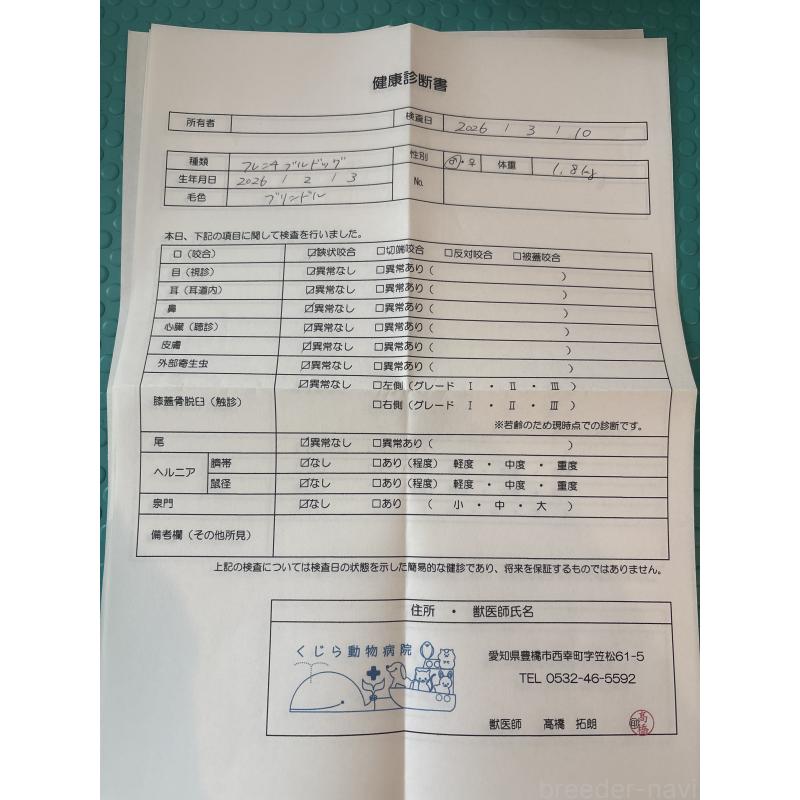 健康診断書
所有者 検査日 2026 / 3 / 10
種類 フレンチブルドッグ 性別 ♂・♀ 体重 1.8kg
生年月日 2026 / 2 / 3 No.
毛色 ブリンドル
本日、下記の項目に関して検査を行いました。
口（咬合） ☑鋏状咬合 □切端咬合 □反対咬合 □被蓋咬合
目（視診） ☑異常なし □異常あり（ ）
耳（耳道内） ☑異常なし □異常あり（ ）
鼻 ☑異常なし □異常あり（ ）
心臓（聴診） ☑異常なし □異常あり（ ）
皮膚 ☑異常なし □異常あり（ ）
外部寄生虫 ☑異常なし □異常あり（ ）
膝蓋骨脱臼（触診） ☑異常なし □左側（グレード Ⅰ ・ Ⅱ ・ Ⅲ ）
□右側（グレード Ⅰ ・ Ⅱ ・ Ⅲ ）
※若齢のため現時点での診断です。
尾 ☑異常なし □異常あり（ ）
ヘルニア 臍帯 ☑なし □あり（程度） 軽度 ・ 中度 ・ 重度
鼠径 ☑なし □あり（程度） 軽度 ・ 中度 ・ 重度
泉門 ☑なし □あり （ 小 ・ 中 ・ 大 ）
備考欄（その他所見）
上記の検査については検査日の状態を示した簡易的な健診であり、将来を保証するものではありません。
住所 ・ 獣医師氏名
くじら動物病院
愛知県豊橋市西幸町字笠松61-5
TEL 0532-46-5592
獣医師 高橋 拓朗 ㊞ 高橋
breeder-navi